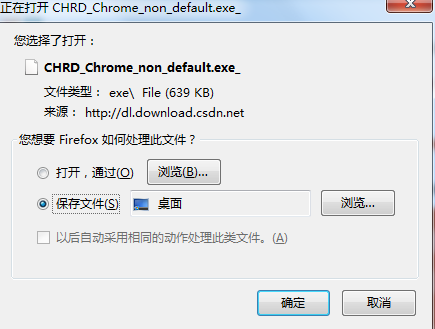 正在打开 CHRD_Chrome_non_default.exe_
您选择了打开：
CHRD_Chrome_non_default.exe_
文件类型： exe\ File (639 KB)
来源： http://dl.download.csdn.net
您想要 Firefox 如何处理此文件？
打开，通过(O) 浏览(B)...
保存文件(S) 桌面 浏览...
以后自动采用相同的动作处理此类文件。(A)
确定 取消